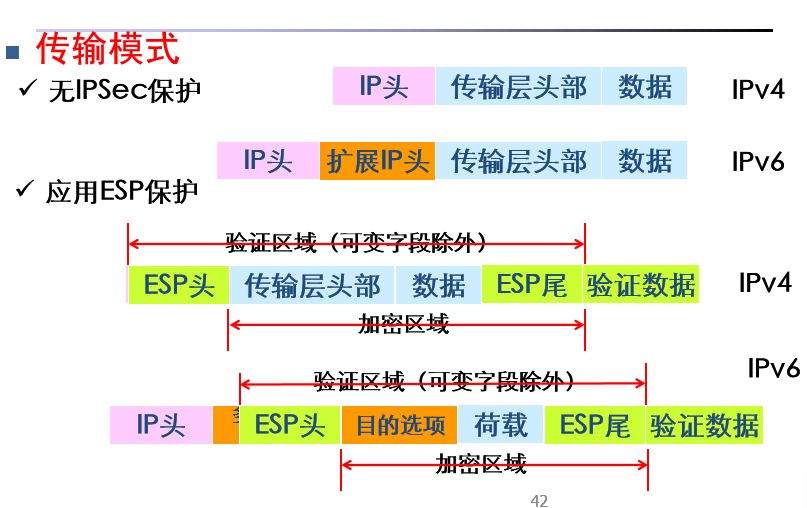 传输模式
无IPSec保护
IP头 传输层头部 数据 IPv4
IP头 扩展IP头 传输层头部 数据 IPv6
应用ESP保护
验证区域（可变字段除外）
ESP头 传输层头部 数据 ESP尾 验证数据 IPv4
加密区域
IPv6
验证区域（可变字段除外）
IP头 ESP头 目的选项 荷载 ESP尾 验证数据
加密区域
42